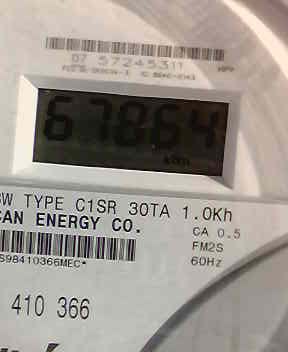 07 57245311
67864
kWh
TYPE C1SR 30TA 1.0Kh
CAN ENERGY CO.
CA 0.5
FM2S
60Hz
S98410366MEC*
410 366